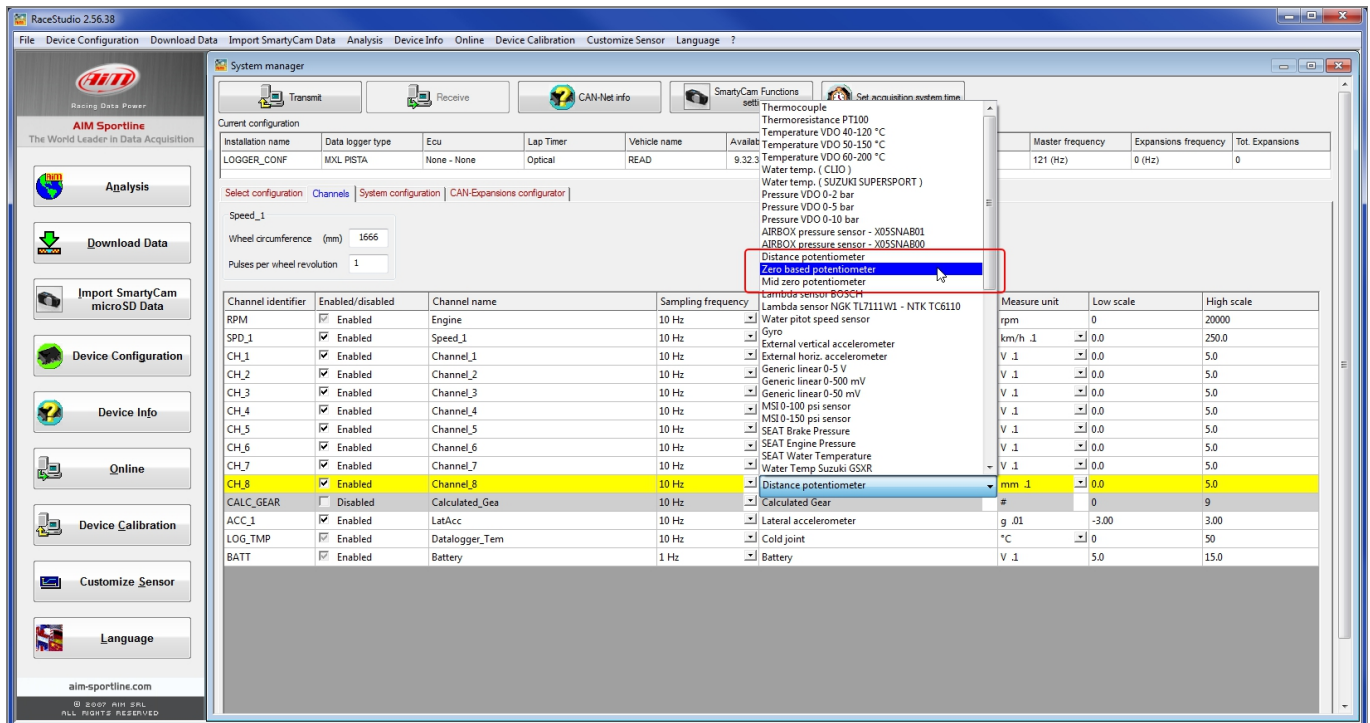 RaceStudio 2.56.38
File Device Configuration Download Data Import SmartyCam Data Analysis Device Info Online Device Calibration Customize Sensor Language ?
AiM
Racing Data Power
AIM Sportline
The World Leader in Data Acquisition
Analysis
Download Data
Import SmartyCam
microSD Data
Device Configuration
Device Info
Online
Device Calibration
Customize Sensor
Language
aim-sportline.com
© 2007 AIM SRL
ALL RIGHTS RESERVED
System manager
Transmit Receive CAN-Net info SmartyCam Functions Set acquisition system time
Current configuration
Installation name Data logger type Ecu Lap Timer Vehicle name Master frequency Expansions frequency Tot. Expansions
LOGGER_CONF MXL PISTA None - None Optical READ 9.32.3 121 (Hz) 0 (Hz) 0
Select configuration Channels System configuration CAN-Expansions configurator
Speed_1
Wheel circumference (mm) 1666
Pulses per wheel revolution 1
Thermocouple
Thermoresistance PT100
Temperature VDO 40-120 °C
Temperature VDO 50-150 °C
Temperature VDO 60-200 °C
Water temp. ( CLIO )
Water temp. ( SUZUKI SUPERSPORT )
Pressure VDO 0-2 bar
Pressure VDO 0-5 bar
Pressure VDO 0-10 bar
AIRBOX pressure sensor - X05SNAB01
AIRBOX pressure sensor - X05SNAB00
Distance potentiometer
Zero based potentiometer
Mid zero potentiometer
Lambda sensor BOSCH
Lambda sensor NGK TL7111W1 - NTK TC6110
Water pitot speed sensor
Gyro
External vertical accelerometer
External horiz. accelerometer
Generic linear 0-5 V
Generic linear 0-500 mV
Generic linear 0-50 mV
MSI 0-100 psi sensor
MSI 0-150 psi sensor
SEAT Brake Pressure
SEAT Engine Pressure
SEAT Water Temperature
Water Temp Suzuki GSXR
Channel identifier Enabled/disabled Channel name Sampling frequency Measure unit Low scale High scale
RPM Enabled Engine 10 Hz rpm 0 20000
SPD_1 Enabled Speed_1 10 Hz km/h .1 0.0 250.0
CH_1 Enabled Channel_1 10 Hz V .1 0.0 5.0
CH_2 Enabled Channel_2 10 Hz V .1 0.0 5.0
CH_3 Enabled Channel_3 10 Hz V .1 0.0 5.0
CH_4 Enabled Channel_4 10 Hz V .1 0.0 5.0
CH_5 Enabled Channel_5 10 Hz V .1 0.0 5.0
CH_6 Enabled Channel_6 10 Hz V .1 0.0 5.0
CH_7 Enabled Channel_7 10 Hz V .1 0.0 5.0
CH_8 Enabled Channel_8 10 Hz Distance potentiometer mm .1 0.0 5.0
CALC_GEAR Disabled Calculated_Gea 10 Hz Calculated Gear # 0 9
ACC_1 Enabled LatAcc 10 Hz Lateral accelerometer g .01 -3.00 3.00
LOG_TMP Enabled Datalogger_Tem 10 Hz Cold joint °C 0 50
BATT Enabled Battery 1 Hz Battery V .1 5.0 15.0